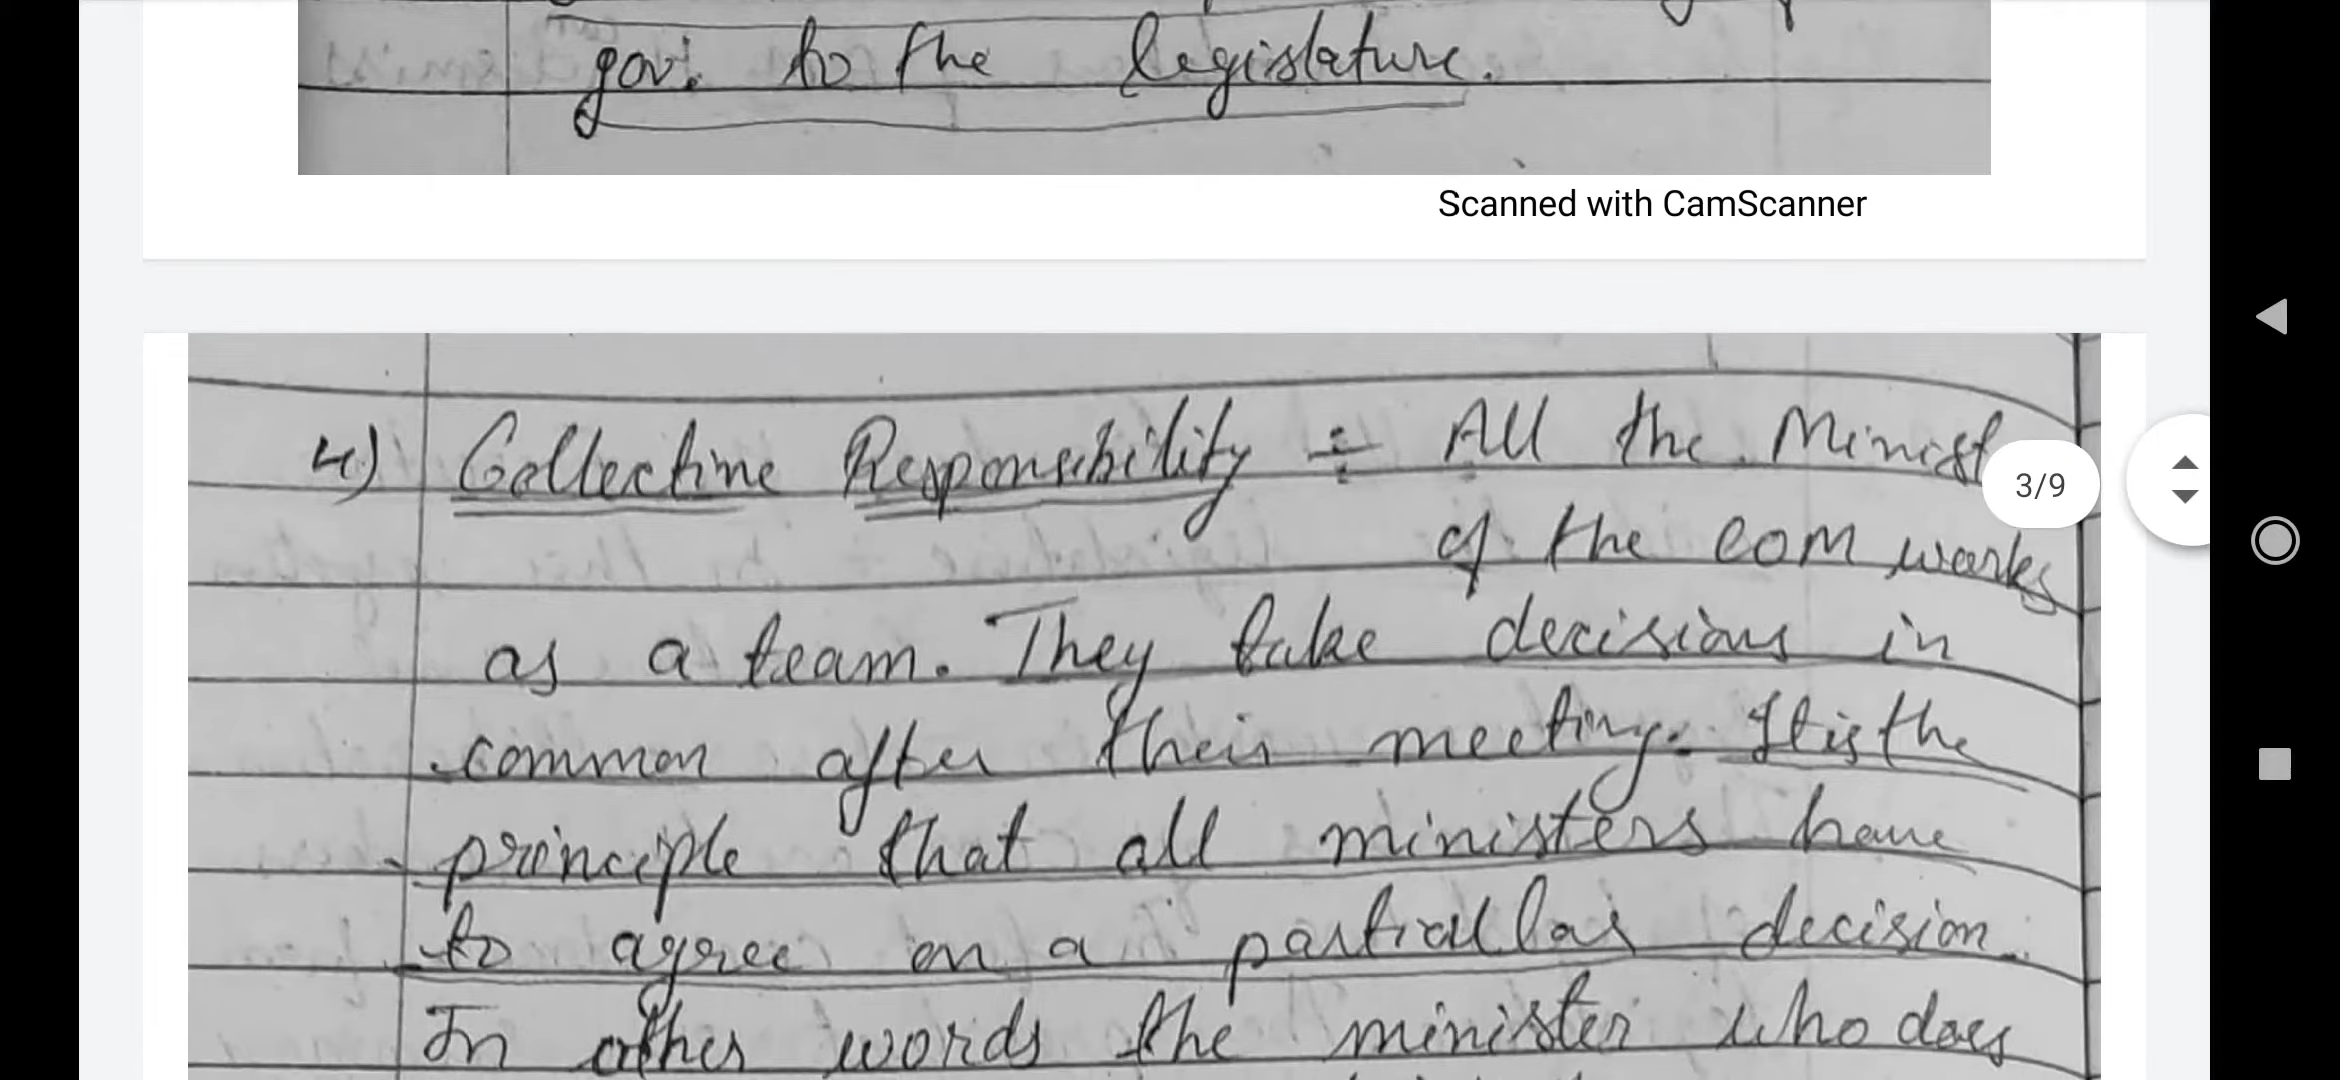 gov. to the legislature.
Scanned with CamScanner
4) Collective Responsibility ÷ All the Minist
3/9
of the COM works
as a team. They take decisions in
common after their meeting. It is the
principle that all ministers have
to agree on a particullar decision.
In other words the minister who does